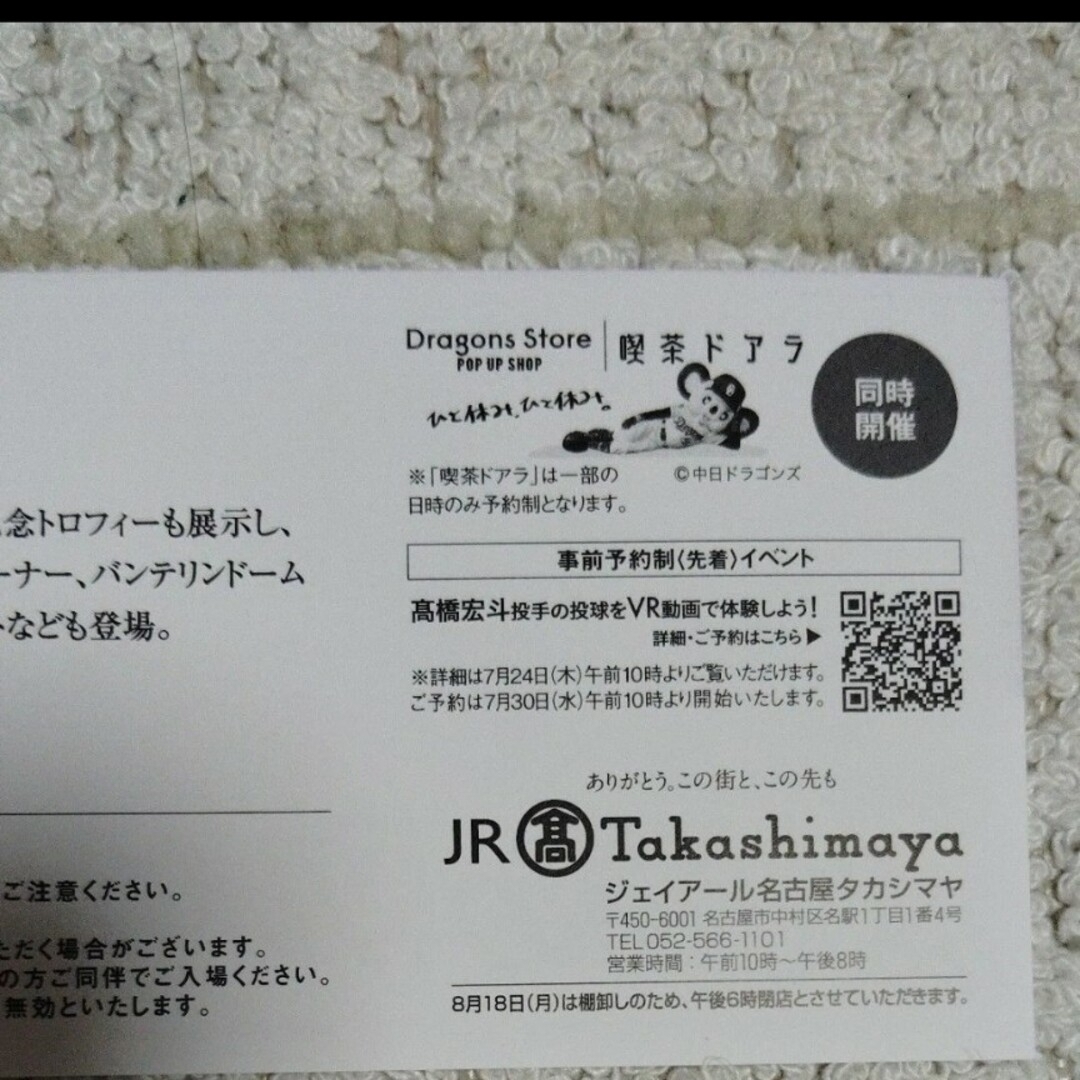 Dragons Store
POP UP SHOP
喫茶ドアラ
同時
開催
ひと休み、ひと休み。
※「喫茶ドアラ」は一部の
日時のみ予約制となります。
©中日ドラゴンズ
念トロフィーも展示し、
ーナー、バンテリンドーム
なども登場。
事前予約制〈先着〉イベント
髙橋宏斗投手の投球をVR動画で体験しよう!
詳細・ご予約はこちら▶
※詳細は7月24日(木)午前10時よりご覧いただけます。
ご予約は7月30日(水)午前10時より開始いたします。
ありがとう。この街と、この先も
JR 髙 Takashimaya
ジェイアール名古屋タカシマヤ
〒450-6001 名古屋市中村区名駅1丁目1番4号
TEL 052-566-1101
営業時間:午前10時〜午後8時
8月18日(月)は棚卸しのため、午後6時閉店とさせていただきます。
ご注意ください。
ただく場合がございます。
の方ご同伴でご入場ください。
無効といたします。